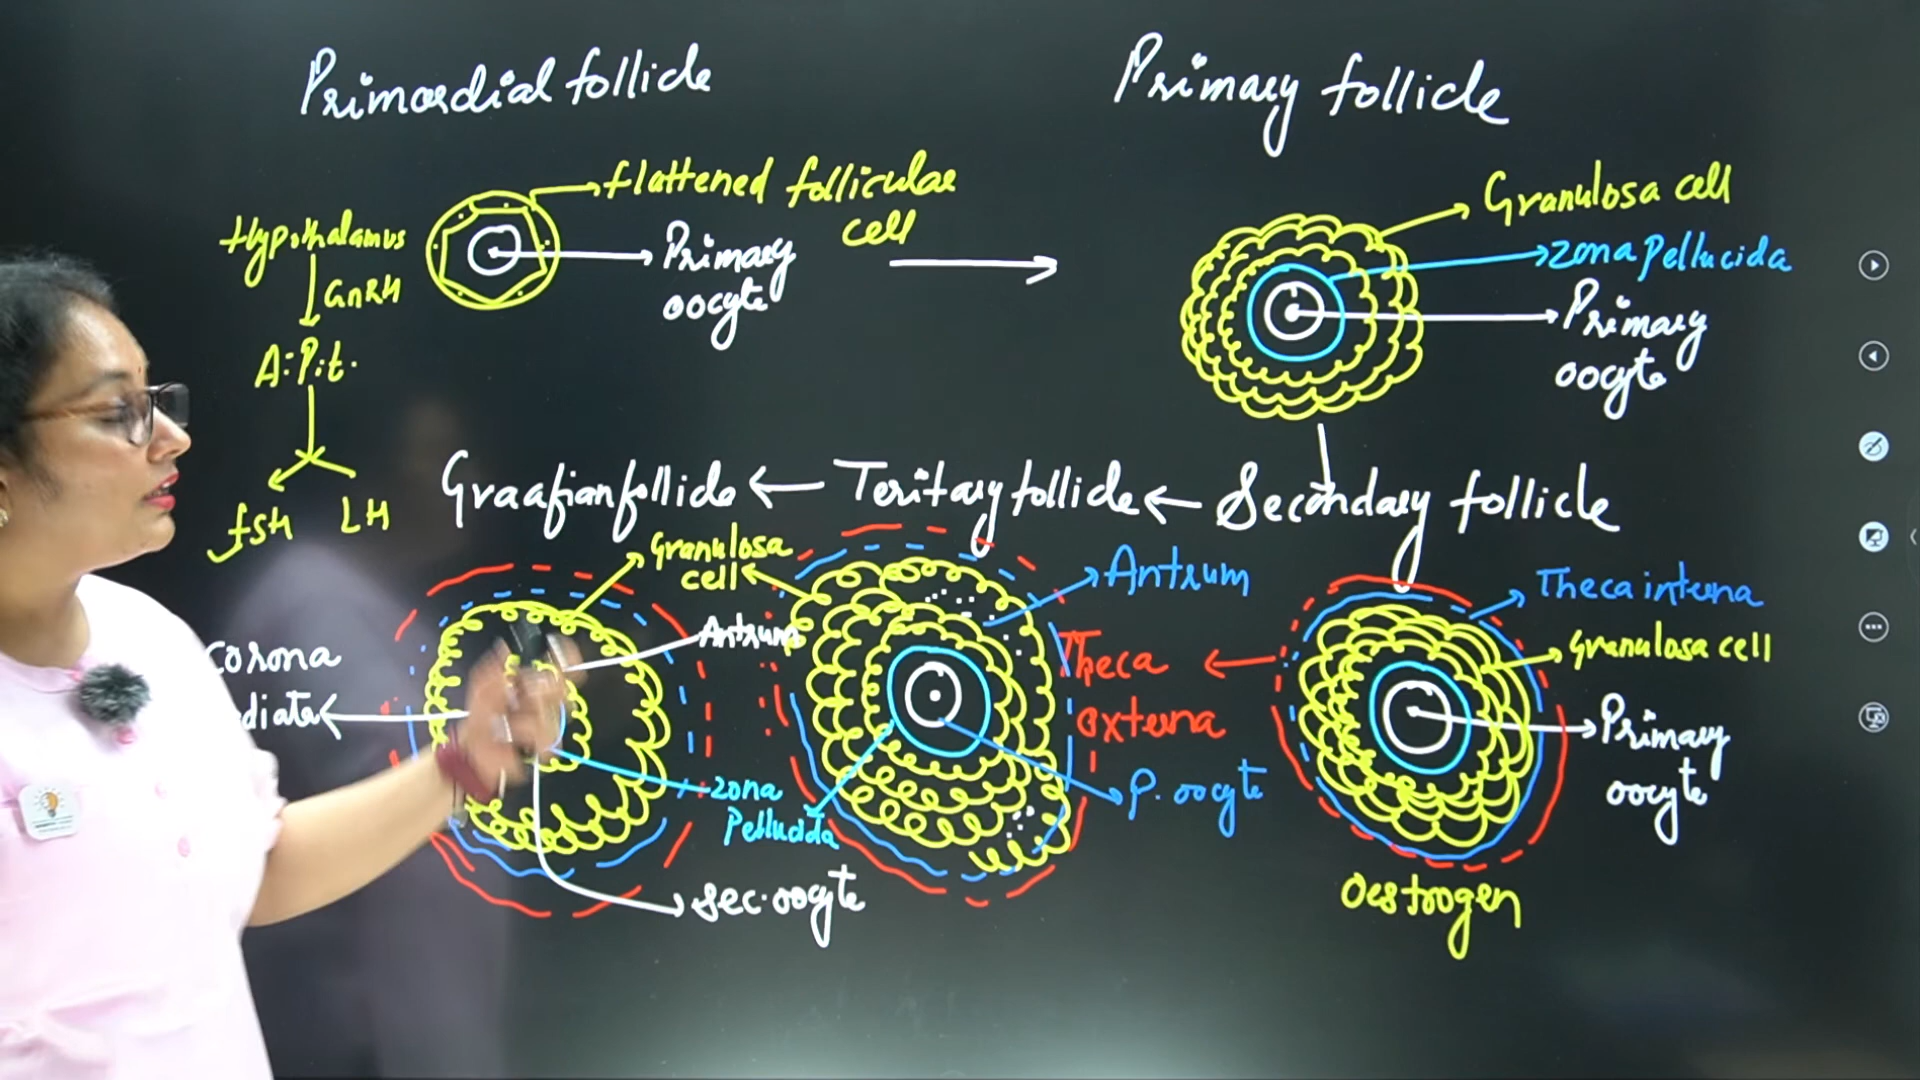 Primordial follicle
Primary follicle
flattened follicular
cell
Primary
oocyte
Hypothalamus
GnRH
A.Pit.
FSH LH
Granulosa cell
Zona Pellucida
Primary
oocyte
Graafian follicle ← Teritary follicle ← Secondary follicle
Granulosa
cell
Antrum
Corona
diata
Zona
Pellucida
Sec. oocyte
Antrum
Theca
externa
P. oocyte
Theca interna
Granulosa cell
Primary
oocyte
Oestrogen